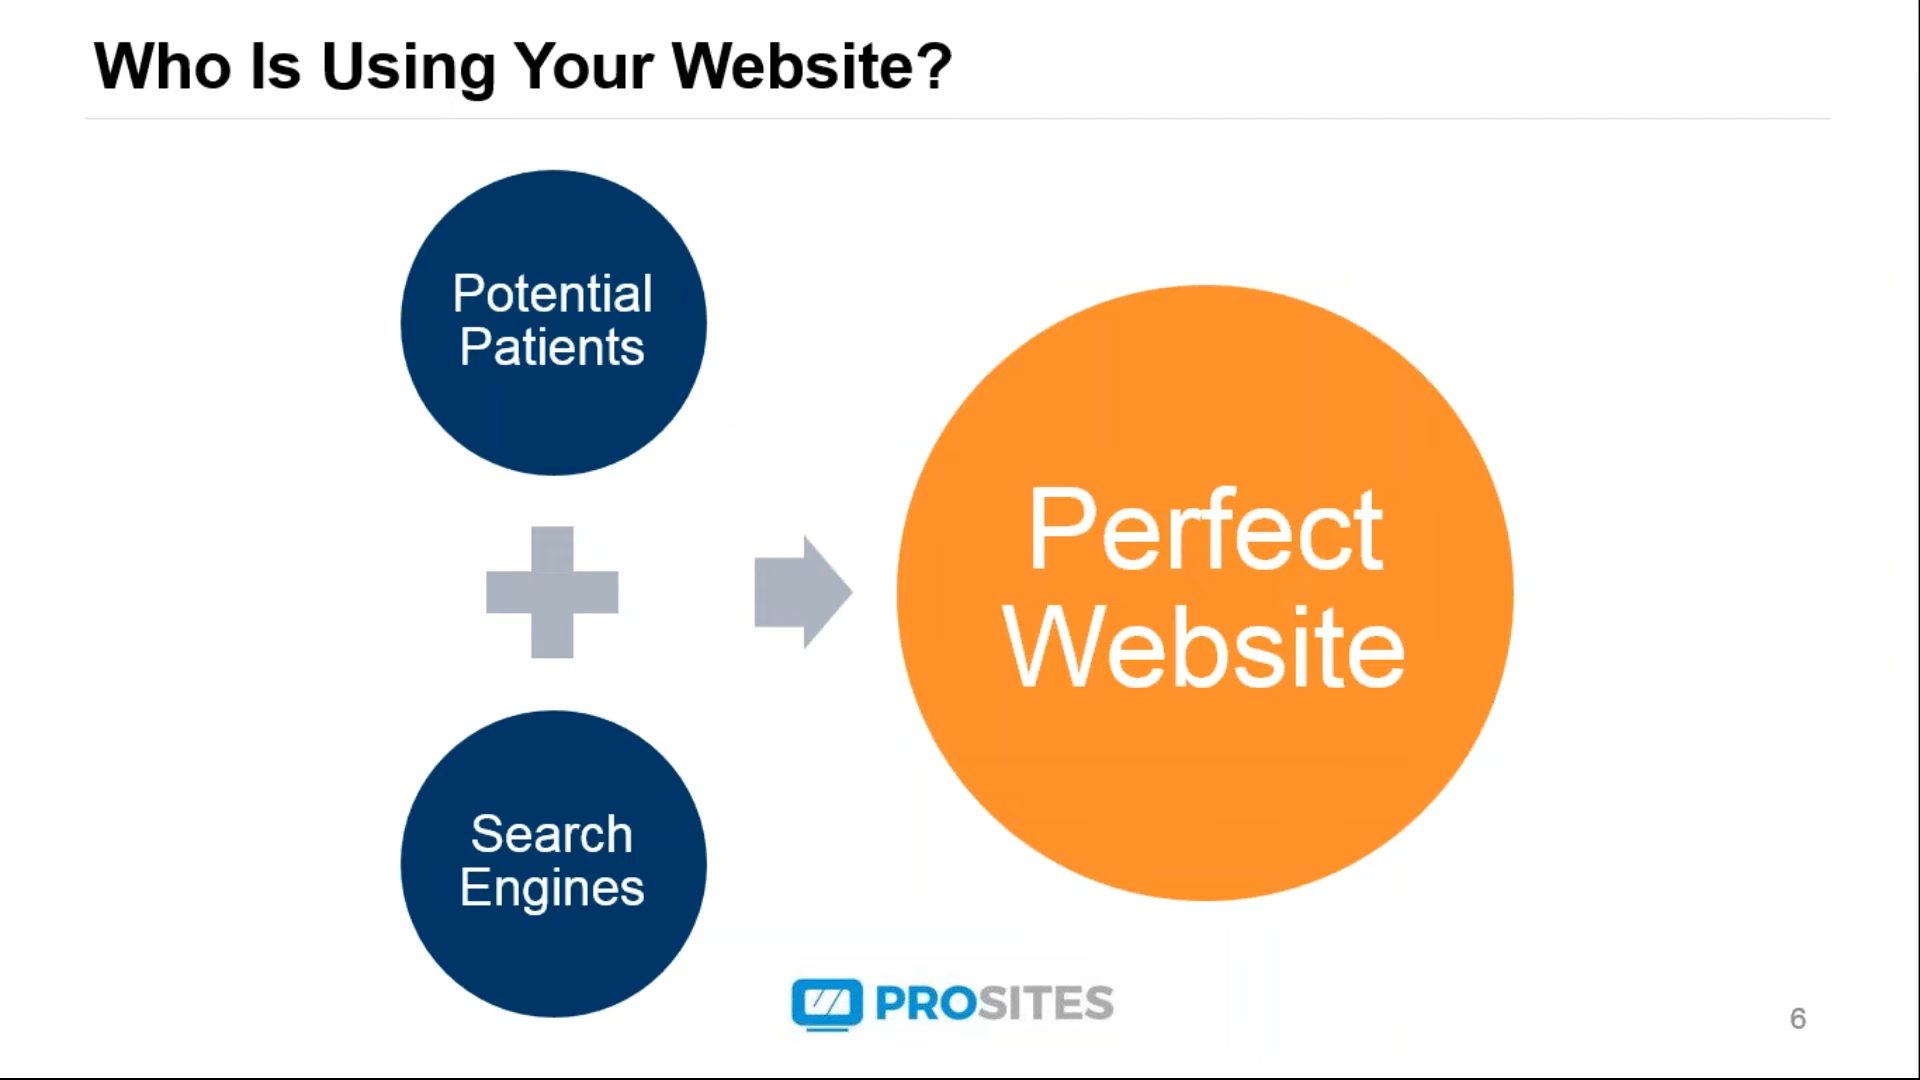 Who Is Using Your Website?
Potential
Patients
Search
Engines
Perfect
Website
PROSITES
6